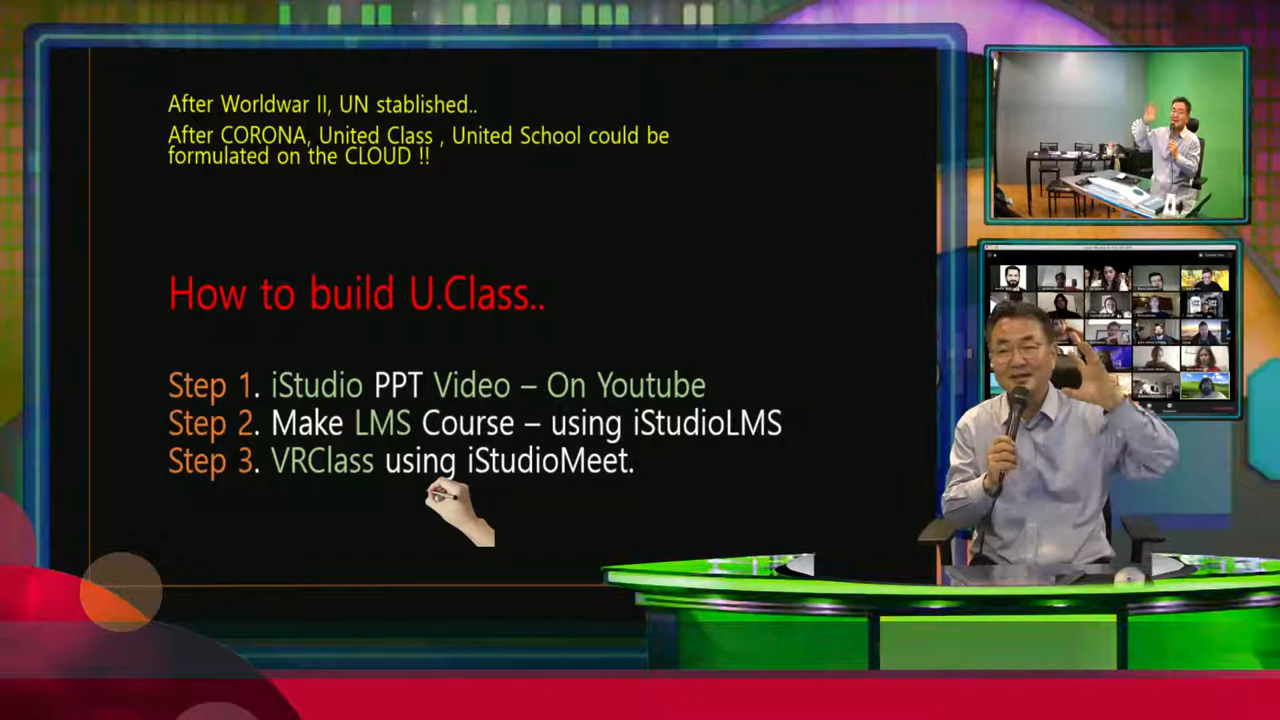 After Worldwar II, UN stablished..
After CORONA, United Class , United School could be
formulated on the CLOUD !!
How to build U.Class..
Step 1. iStudio PPT Video – On Youtube
Step 2. Make LMS Course – using iStudioLMS
Step 3. VRClass using iStudioMeet.